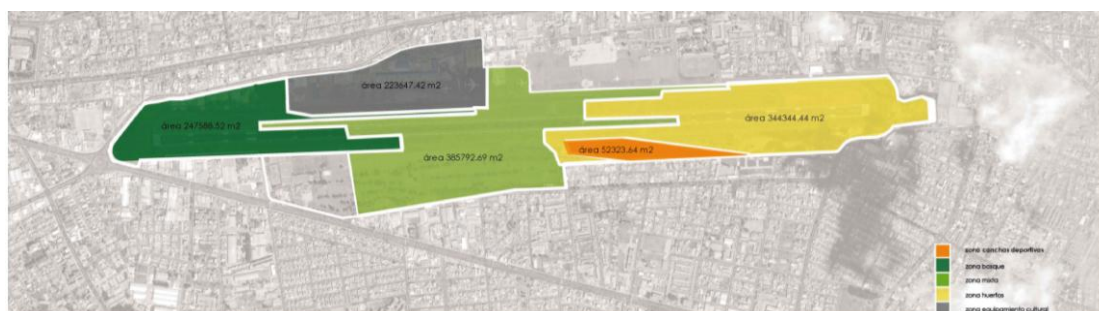 área 223647.42 m2
área 247588.52 m2
área 344344.44 m2
área 385792.69 m2
área 52323.64 m2
zona canchas deportivas
zona bosque
zona mixta
zona huertos
zona equipamiento cultural